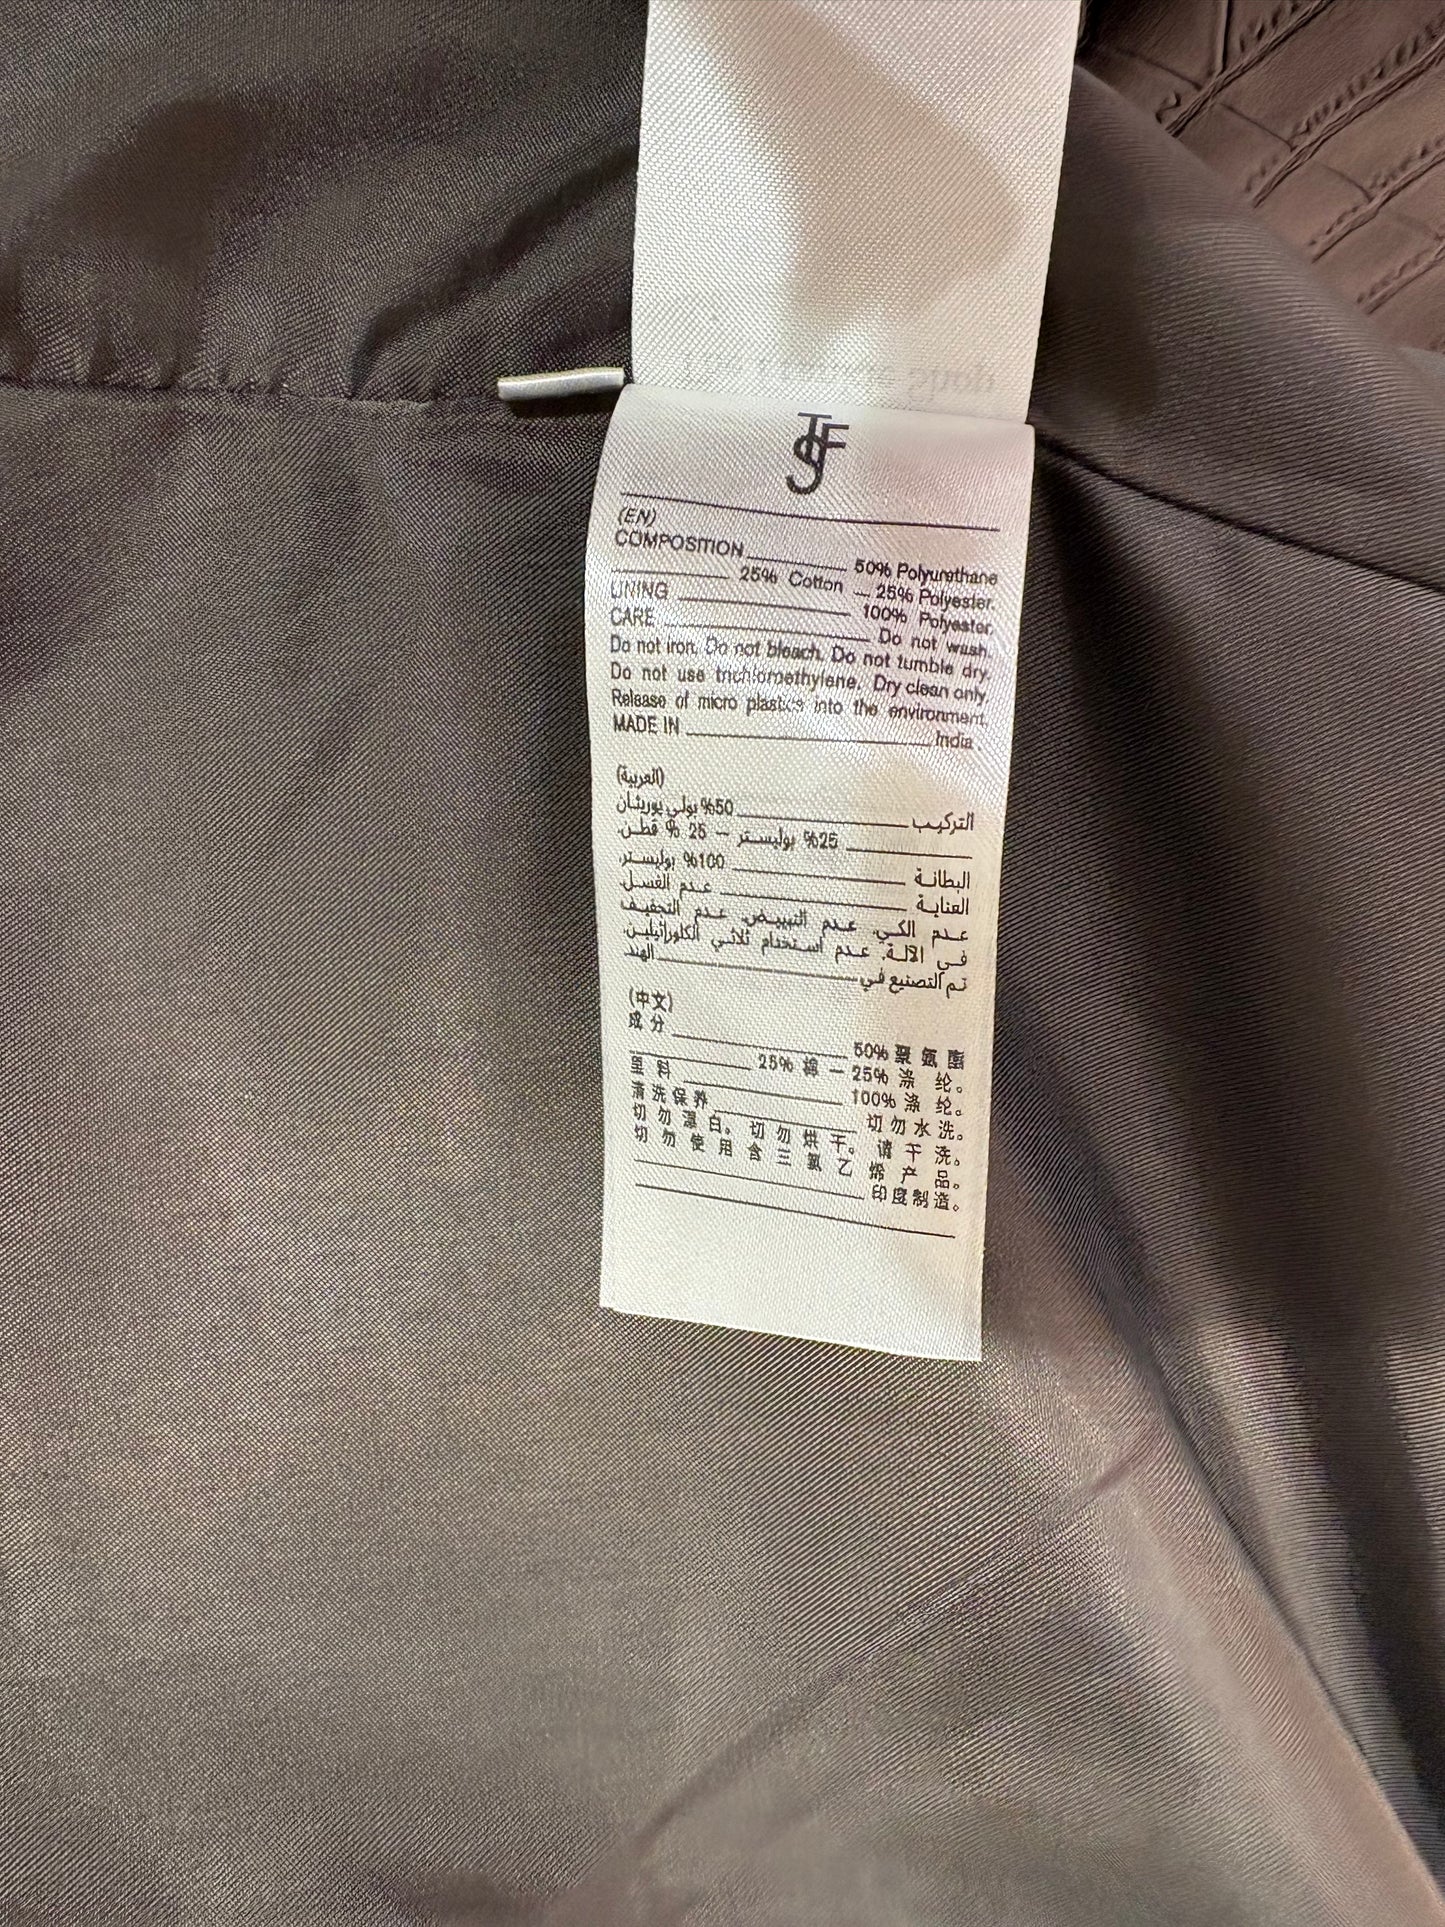 TSJF
(EN)
COMPOSITION 50% Polyurethane
25% Cotton – 25% Polyester.
LINING 100% Polyester.
CARE Do not wash.
Do not iron. Do not bleach. Do not tumble dry.
Do not use trichloroethylene. Dry clean only.
Release of micro plastics into the environment.
MADE IN India.
(العربية)
التركيب 50% بولي يوريثان
25% بوليستر – 25 % قطن.
البطانة 100% بوليستر.
العناية عدم الغسل.
عدم الكي. عدم التبييض. عدم التجفيف
في الآلة. عدم استخدام ثلاثي الكلوراثيلين.
تم التصنيع في الهند
(中文)
成分 50% 聚氨酯
25% 棉 – 25% 涤纶。
里料 100% 涤纶。
清洗保养 切勿水洗。
切勿漂白。切勿烘干。请干洗。
切勿使用含三氯乙烯产品。
印度制造。